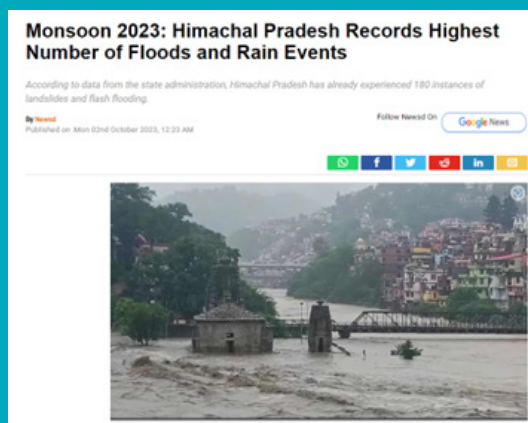 Monsoon 2023: Himachal Pradesh Records Highest
Number of Floods and Rain Events
According to data from the state administration, Himachal Pradesh has already experienced 180 instances of
landslides and flash flooding.
By Newsd
Published on :Mon 02nd October 2023, 12:23 AM
Follow Newsd On
Google News
f
in